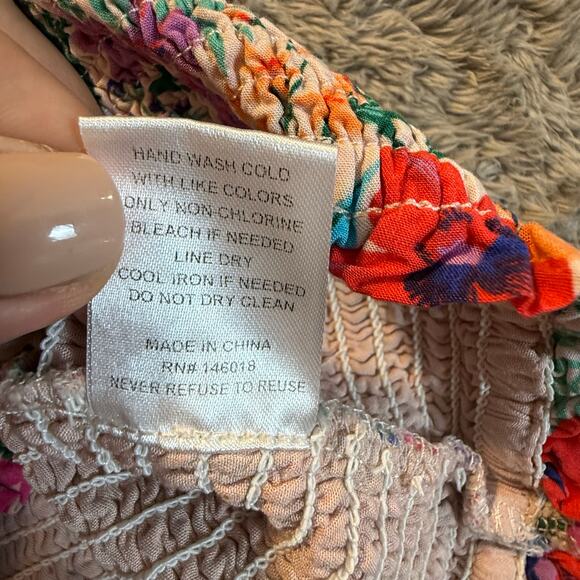 HAND WASH COLD
WITH LIKE COLORS
ONLY NON-CHLORINE
BLEACH IF NEEDED
LINE DRY
COOL IRON IF NEEDED
DO NOT DRY CLEAN
MADE IN CHINA
RN# 146018
NEVER REFUSE TO REUSE